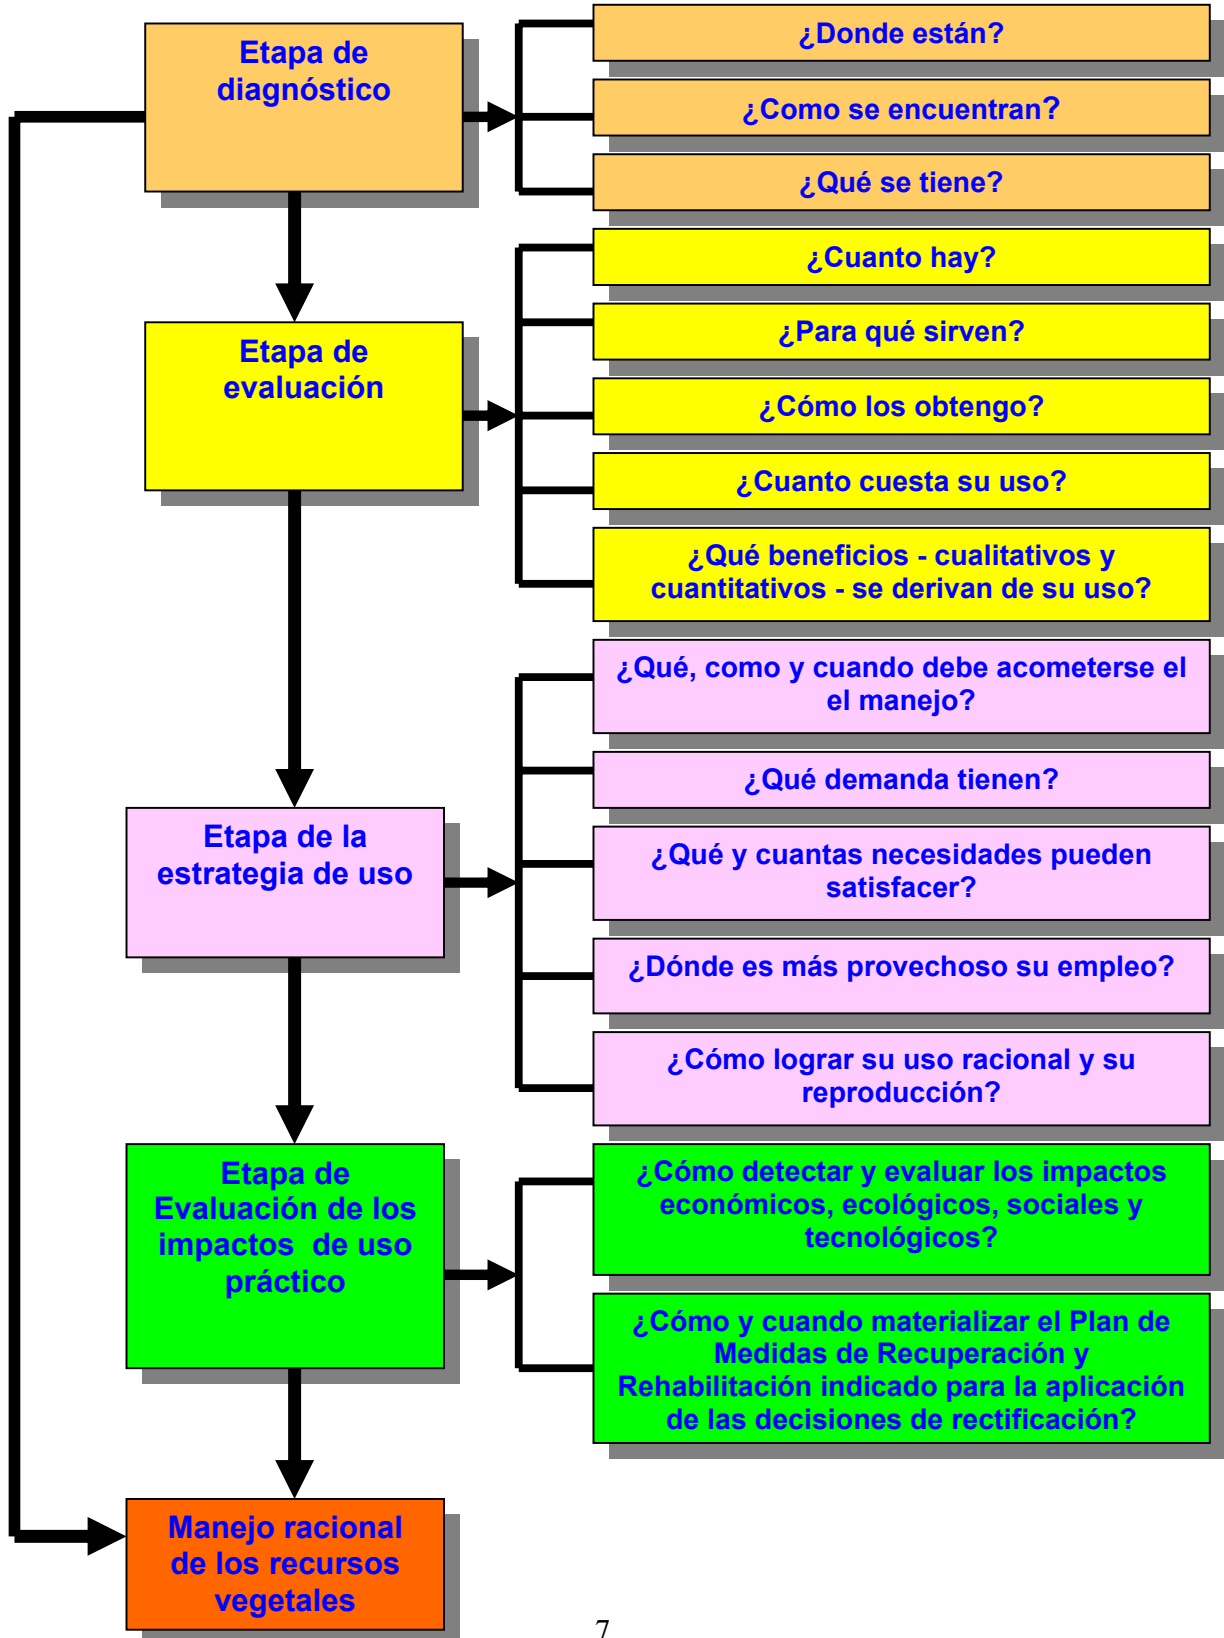 Etapa de
diagnóstico
¿Donde están?
¿Como se encuentran?
¿Qué se tiene?
Etapa de
evaluación
¿Cuanto hay?
¿Para qué sirven?
¿Cómo los obtengo?
¿Cuanto cuesta su uso?
¿Qué beneficios - cualitativos y
cuantitativos - se derivan de su uso?
Etapa de la
estrategia de uso
¿Qué, como y cuando debe acometerse el
el manejo?
¿Qué demanda tienen?
¿Qué y cuantas necesidades pueden
satisfacer?
¿Dónde es más provechoso su empleo?
¿Cómo lograr su uso racional y su
reproducción?
Etapa de
Evaluación de los
impactos  de uso
práctico
¿Cómo detectar y evaluar los impactos
económicos, ecológicos, sociales y
tecnológicos?
¿Cómo y cuando materializar el Plan de
Medidas de Recuperación y
Rehabilitación indicado para la aplicación
de las decisiones de rectificación?
Manejo racional
de los recursos
vegetales
7